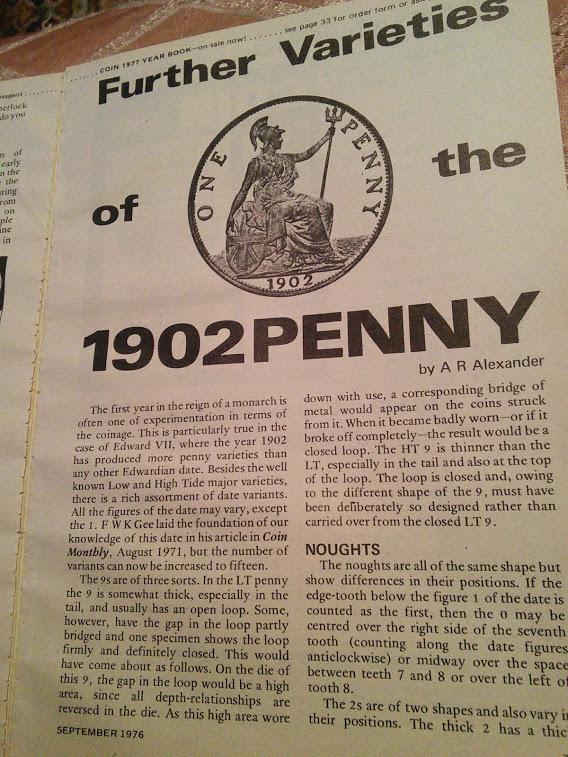 nesagent . . . . . . . .
herlock
do you
n of
early
n the
the
ring
rom
on
ple
ine
in
. . . . . . . COIN 1977 YEAR BOOK—on sale now! . . . . . . . see page 33 for order form or
Further Varieties
of the
ONE PENNY
1902
1902 PENNY
by A R Alexander
The first year in the reign of a monarch is
often one of experimentation in terms of
the coinage. This is particularly true in the
case of Edward VII, where the year 1902
has produced more penny varieties than
any other Edwardian date. Besides the well
known Low and High Tide major varieties,
there is a rich assortment of date variants.
All the figures of the date may vary, except
the 1. F W K Gee laid the foundation of our
knowledge of this date in his article in Coin
Monthly, August 1971, but the number of
variants can now be increased to fifteen.
The 9s are of three sorts. In the LT penny
the 9 is somewhat thick, especially in the
tail, and usually has an open loop. Some,
however, have the gap in the loop partly
bridged and one specimen shows the loop
firmly and definitely closed. This would
have come about as follows. On the die of
this 9, the gap in the loop would be a high
area, since all depth-relationships are
reversed in the die. As this high area wore
down with use, a corresponding bridge of
metal would appear on the coins struck
from it. When it became badly worn—or if it
broke off completely—the result would be a
closed loop. The HT 9 is thinner than the
LT, especially in the tail and also at the top
of the loop. The loop is closed and, owing
to the different shape of the 9, must have
been deliberately so designed rather than
carried over from the closed LT 9.
NOUGHTS
The noughts are all of the same shape but
show differences in their positions. If the
edge-tooth below the figure 1 of the date is
counted as the first, then the 0 may be
centred over the right side of the seventh
tooth (counting along the date figures
anticlockwise) or midway over the space
between teeth 7 and 8 or over the left of
tooth 8.
The 2s are of two shapes and also vary in
their positions. The thick 2 has a thic
SEPTEMBER 1976